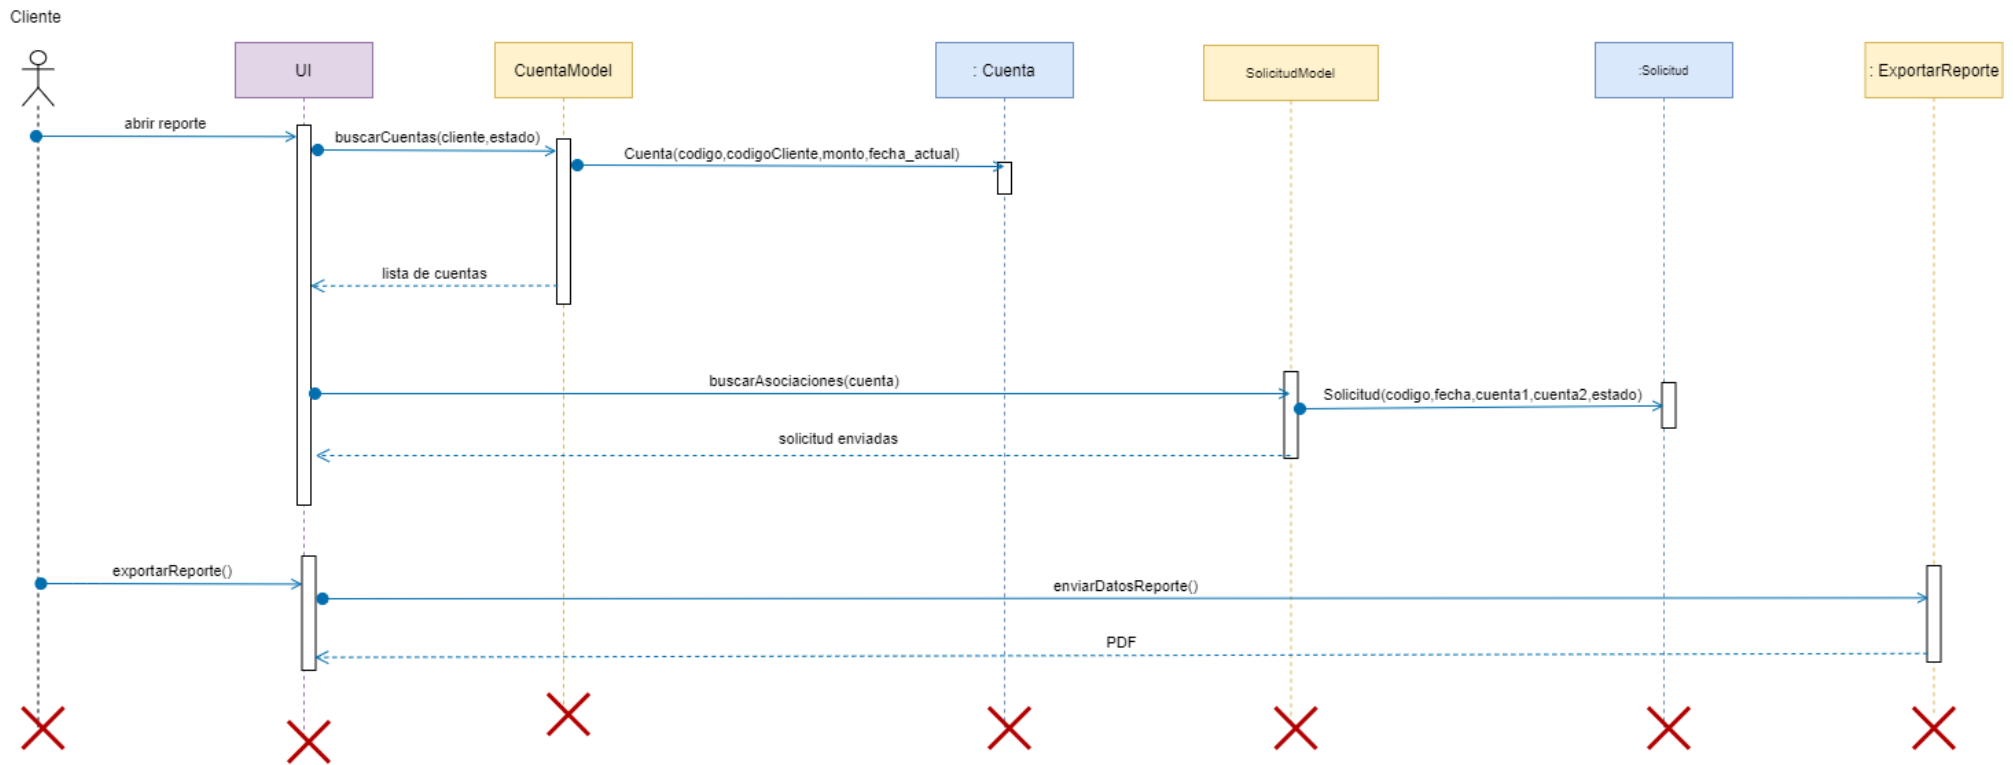 Cliente
UI
CuentaModel
: Cuenta
SolicitudModel
:Solicitud
: ExportarReporte
abrir reporte
buscarCuentas(cliente,estado)
Cuenta(codigo,codigoCliente,monto,fecha_actual)
lista de cuentas
buscarAsociaciones(cuenta)
Solicitud(codigo,fecha,cuenta1,cuenta2,estado)
solicitud enviadas
exportarReporte()
enviarDatosReporte()
PDF